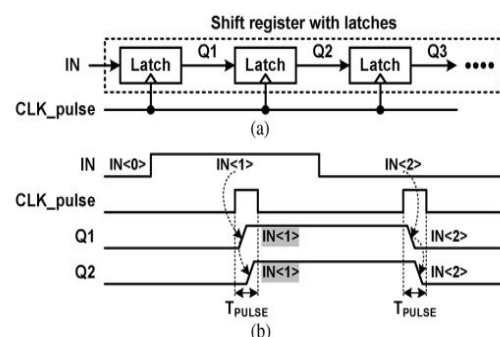 Shift register with latches
IN Latch Q1 Latch Q2 Latch Q3
CLK_pulse
(a)
IN IN<0> IN<1> IN<2>
CLK_pulse
Q1 IN<1> IN<2>
Q2 IN<1> IN<2>
TPULSE TPULSE
(b)